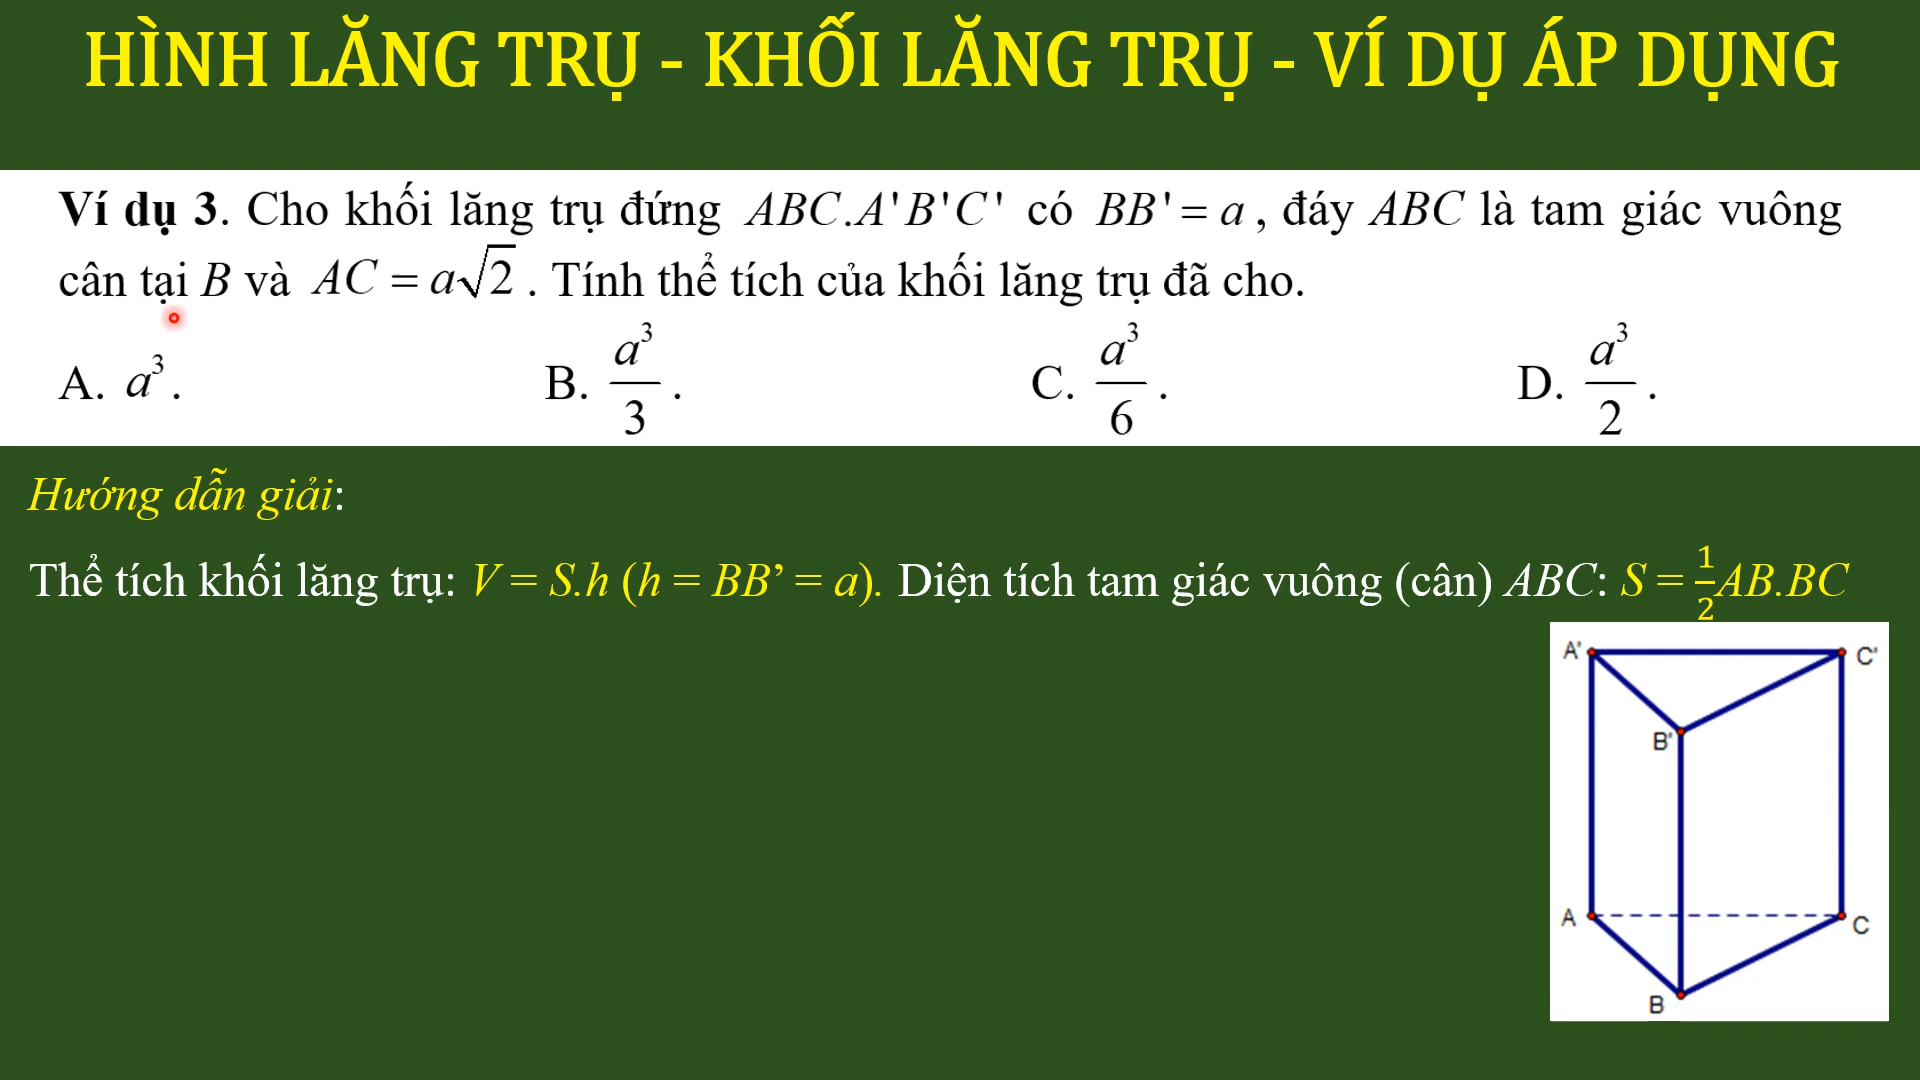 HÌNH LĂNG TRỤ - KHỐI LĂNG TRỤ - VÍ DỤ ÁP DỤNG
Ví dụ 3. Cho khối lăng trụ đứng ABC.A'B'C' có BB' = a, đáy ABC là tam giác vuông
cân tại B và AC = a√2. Tính thể tích của khối lăng trụ đã cho.
A. a³. B. a³/3. C. a³/6. D. a³/2.
Hướng dẫn giải:
Thể tích khối lăng trụ: V = S.h (h = BB’ = a). Diện tích tam giác vuông (cân) ABC: S = 1/2 AB.BC
A' C'
B'
A C
B